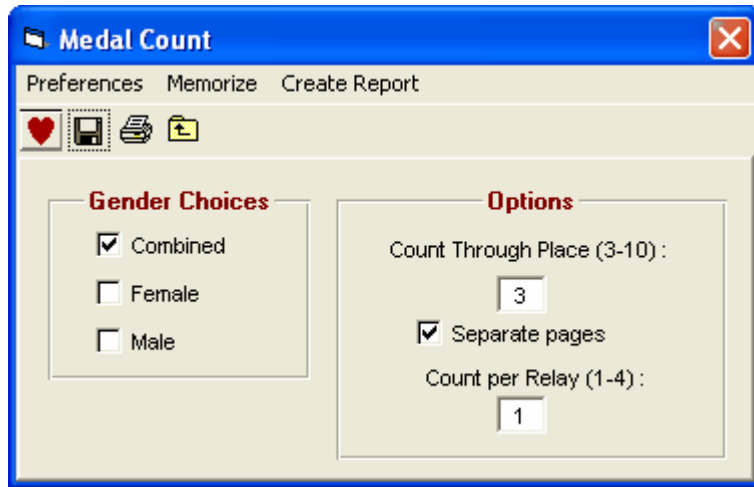 Medal Count
Preferences Memorize Create Report
Gender Choices
Combined
Female
Male
Options
Count Through Place (3-10) :
3
Separate pages
Count per Relay (1-4) :
1